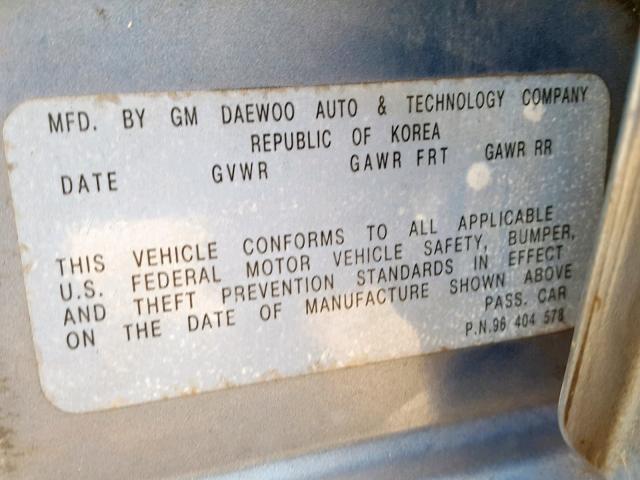 MFD. BY GM DAEWOO AUTO & TECHNOLOGY COMPANY
REPUBLIC OF KOREA
DATE GVWR GAWR FRT GAWR RR
THIS VEHICLE CONFORMS TO ALL APPLICABLE
U.S. FEDERAL MOTOR VEHICLE SAFETY, BUMPER,
AND THEFT PREVENTION STANDARDS IN EFFECT
ON THE DATE OF MANUFACTURE SHOWN ABOVE
PASS. CAR
P.N.96 404 578